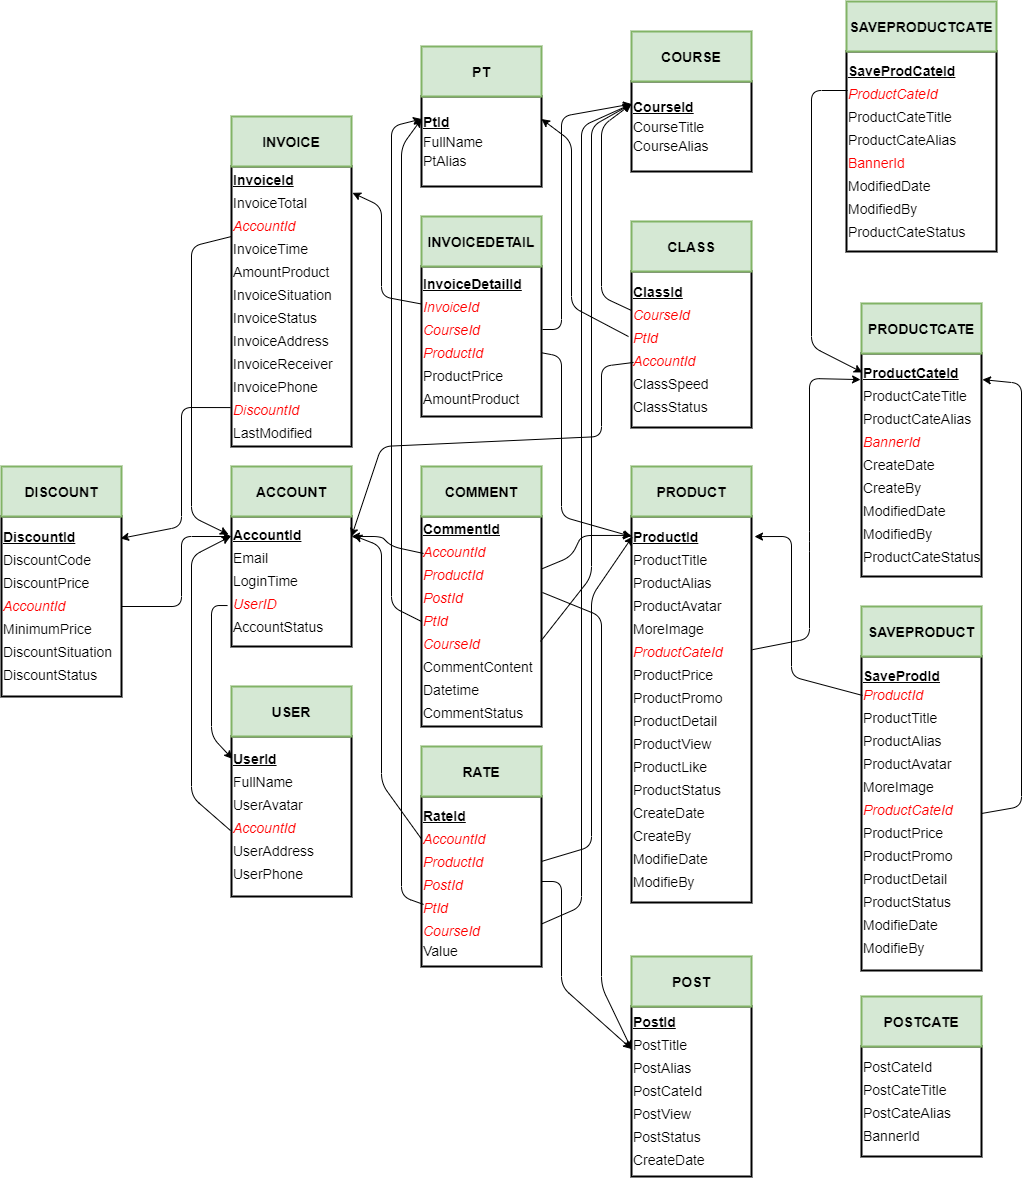 SAVEPRODUCTCATE
SaveProdCateId
ProductCateId
ProductCateTitle
ProductCateAlias
BannerId
ModifiedDate
ModifiedBy
ProductCateStatus
COURSE
CourseId
CourseTitle
CourseAlias
PT
PtId
FullName
PtAlias
INVOICE
InvoiceId
InvoiceTotal
AccountId
InvoiceTime
AmountProduct
InvoiceSituation
InvoiceStatus
InvoiceAddress
InvoiceReceiver
InvoicePhone
DiscountId
LastModified
INVOICEDETAIL
InvoiceDetailId
InvoiceId
CourseId
ProductId
ProductPrice
AmountProduct
CLASS
ClassId
CourseId
PtId
AccountId
ClassSpeed
ClassStatus
PRODUCTCATE
ProductCateId
ProductCateTitle
ProductCateAlias
BannerId
CreateDate
CreateBy
ModifiedDate
ModifiedBy
ProductCateStatus
DISCOUNT
DiscountId
DiscountCode
DiscountPrice
AccountId
MinimumPrice
DiscountSituation
DiscountStatus
ACCOUNT
AccountId
Email
LoginTime
UserID
AccountStatus
COMMENT
CommentId
AccountId
ProductId
PostId
PtId
CourseId
CommentContent
Datetime
CommentStatus
PRODUCT
ProductId
ProductTitle
ProductAlias
ProductAvatar
MoreImage
ProductCateId
ProductPrice
ProductPromo
ProductDetail
ProductView
ProductLike
ProductStatus
CreateDate
CreateBy
ModifieDate
ModifieBy
SAVEPRODUCT
SaveProdId
ProductId
ProductTitle
ProductAlias
ProductAvatar
MoreImage
ProductCateId
ProductPrice
ProductPromo
ProductDetail
ProductStatus
ModifieDate
ModifieBy
USER
UserId
FullName
UserAvatar
AccountId
UserAddress
UserPhone
RATE
RateId
AccountId
ProductId
PostId
PtId
CourseId
Value
POST
PostId
PostTitle
PostAlias
PostCateId
PostView
PostStatus
CreateDate
POSTCATE
PostCateId
PostCateTitle
PostCateAlias
BannerId